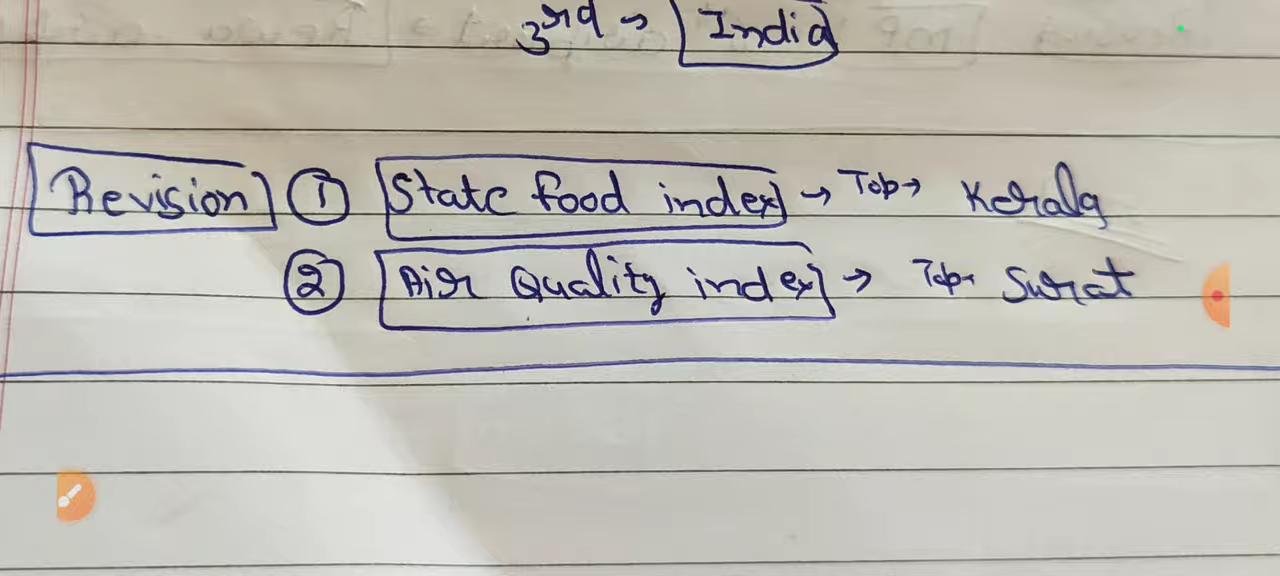 3rd → India
Revision ① State food index → Top → Kerala
② Air Quality index → Top → Surat